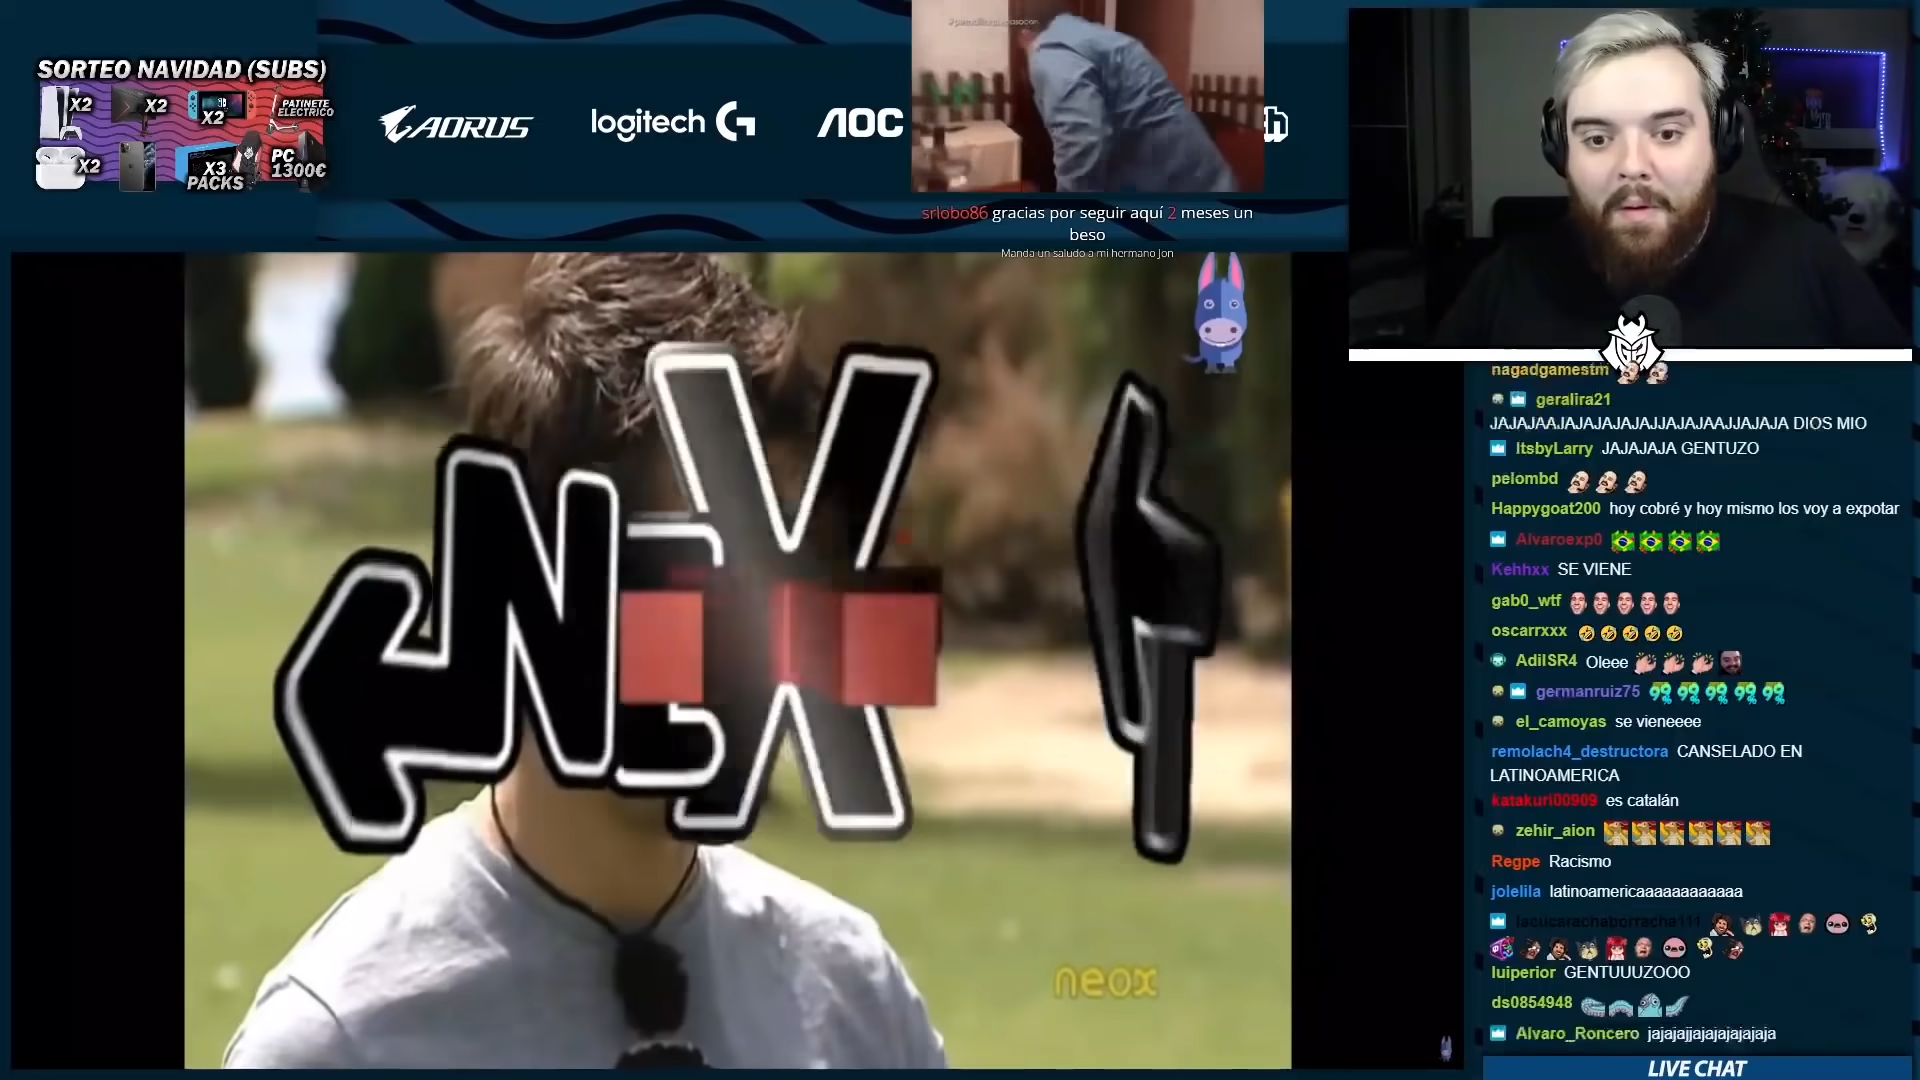 SORTEO NAVIDAD (SUBS)
X2
X2
X2
PATINETE
ELECTRICO
X2
X3
PACKS
PC
1300€
AORUS
logitech G
AOC
srlobo86 gracias por seguir aquí 2 meses un
beso
Manda un saludo a mi hermano Jon
NEX
neox
nagadgamestm
geralira21
JAJAJAAJAJAJAJAJAJJAJAJAAJJAJAJA DIOS MIO
ItsbyLarry JAJAJAJA GENTUZO
pelombd
Happygoat200 hoy cobré y hoy mismo los voy a expotar
Alvaroexp0
Kehhxx SE VIENE
gab0_wtf
oscarrxxx
AdilSR4 Oleee
germanruiz75
el_camoyas se vieneeee
remolach4_destructora CANSELADO EN
LATINOAMERICA
katakuri00909 es catalán
zehir_aion
Regpe Racismo
jolelila latinoamericaaaaaaaaaaaa
lacucarachaborracha111
luiperior GENTUUUZOOO
ds0854948
Alvaro_Roncero jajajajjajajajajajaja
LIVE CHAT